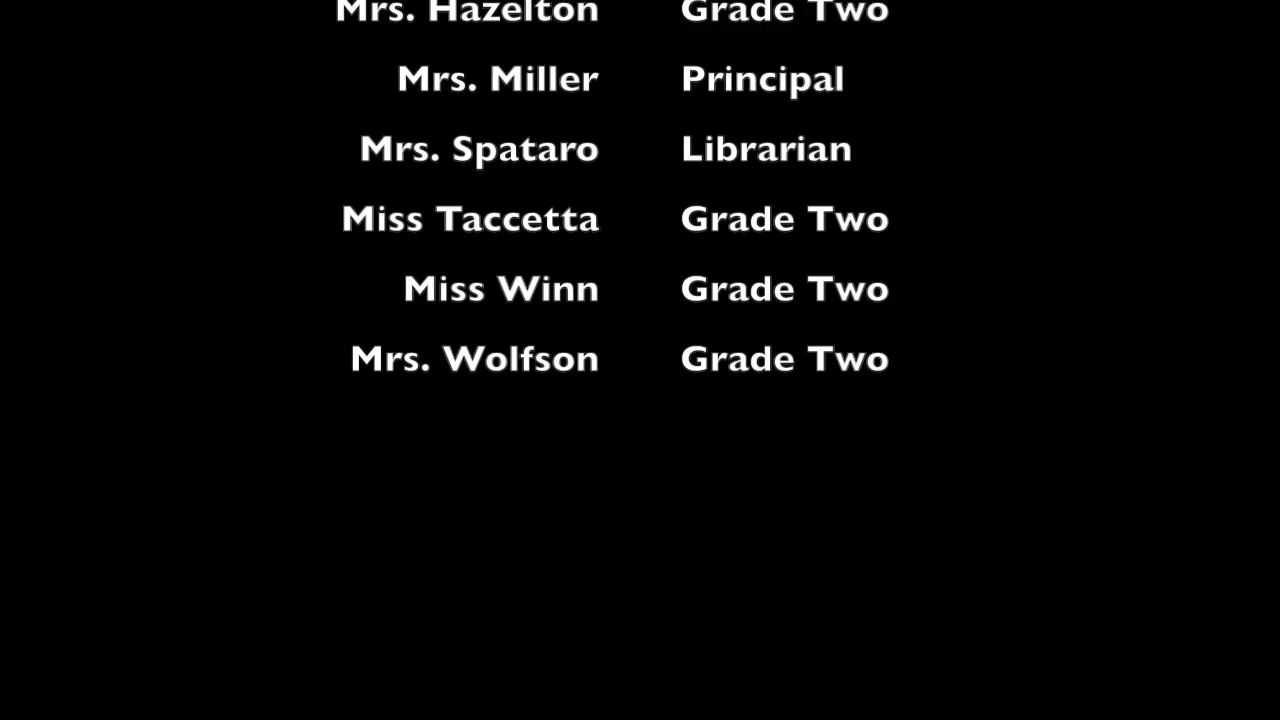 Mrs. Hazelton Grade Two
Mrs. Miller Principal
Mrs. Spataro Librarian
Miss Taccetta Grade Two
Miss Winn Grade Two
Mrs. Wolfson Grade Two